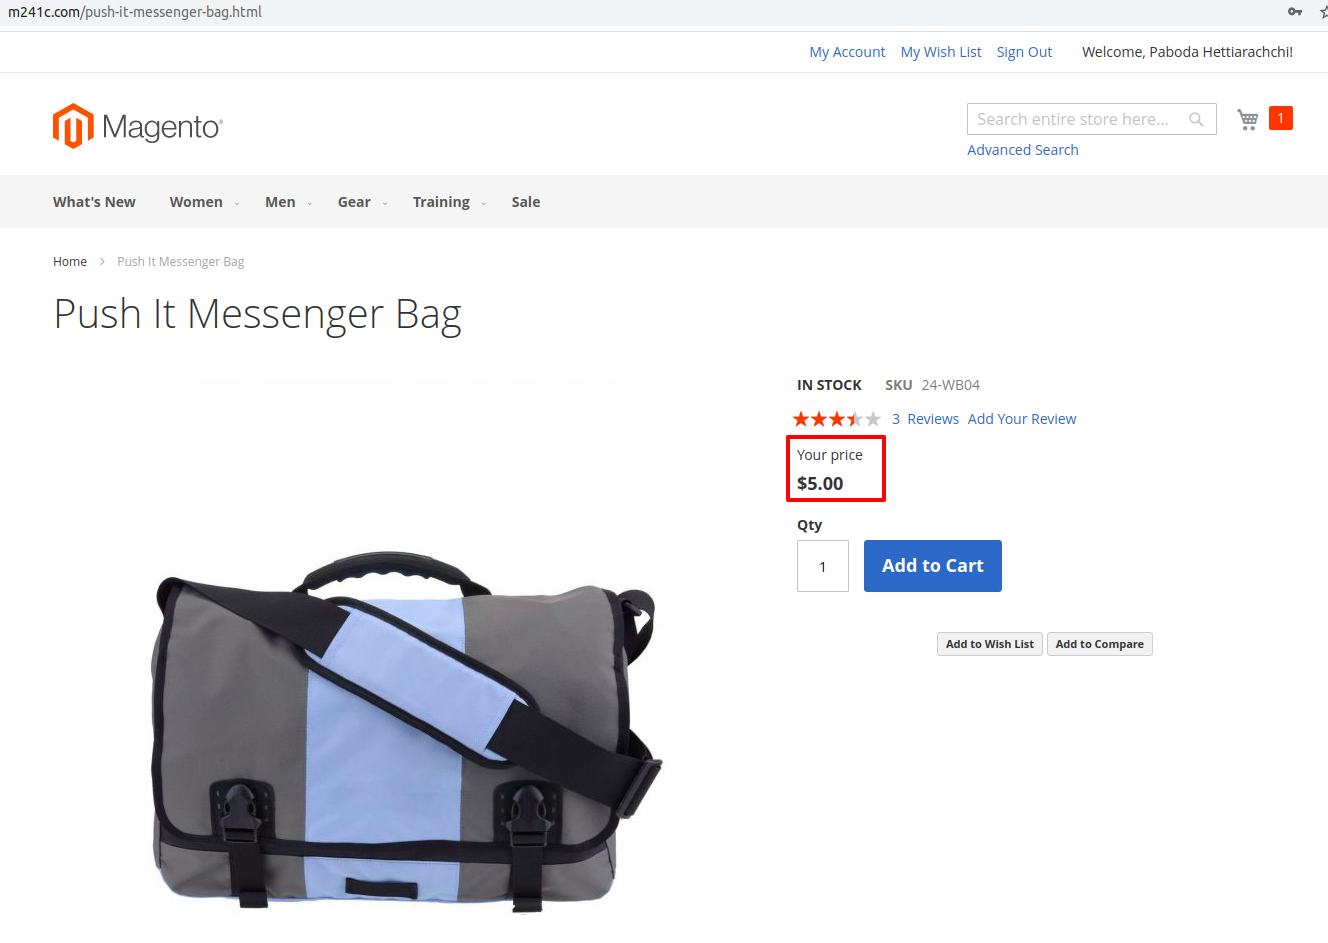 m241c.com/push-it-messenger-bag.html
My Account My Wish List Sign Out Welcome, Paboda Hettiarachchi!
Magento®
Search entire store here...
1
Advanced Search
What's New Women Men Gear Training Sale
Home > Push It Messenger Bag
Push It Messenger Bag
IN STOCK SKU 24-WB04
3 Reviews Add Your Review
Your price
$5.00
Qty
1
Add to Cart
Add to Wish List Add to Compare